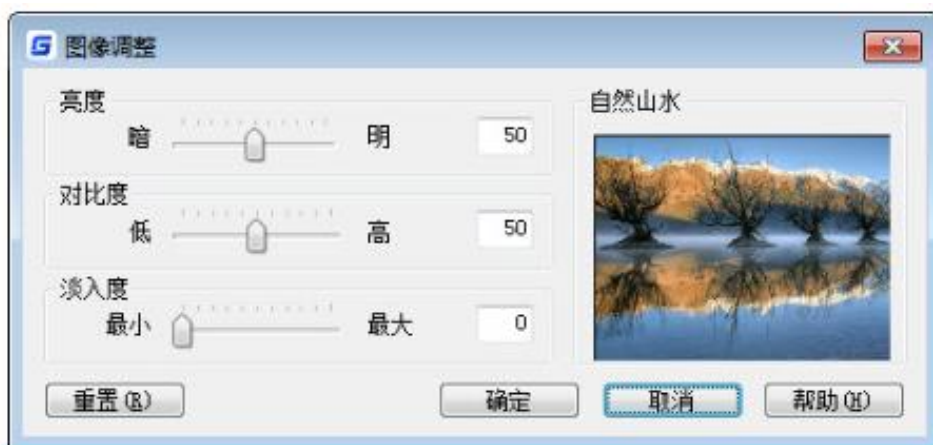 图像调整
亮度
暗 明 50
对比度
低 高 50
淡入度
最小 最大 0
自然山水
重置(R) 确定 取消 帮助(H)